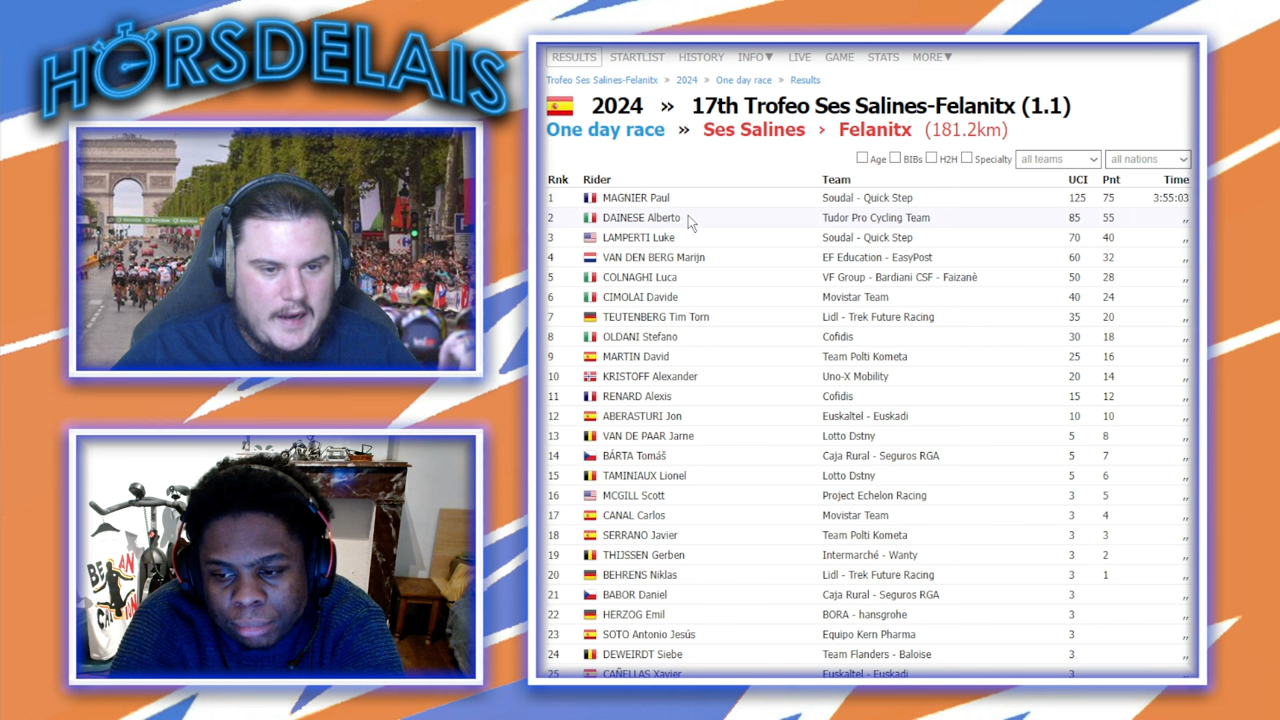 HORSDELAIS
RESULTS STARTLIST HISTORY INFO▼ LIVE GAME STATS MORE▼
Trofeo Ses Salines-Felanitx » 2024 » One day race » Results
2024 » 17th Trofeo Ses Salines-Felanitx (1.1)
One day race » Ses Salines › Felanitx (181.2km)
Age BIBs H2H Specialty all teams all nations
Rnk Rider Team UCI Pnt Time
1 MAGNIER Paul Soudal - Quick Step 125 75 3:55:03
2 DAINESE Alberto Tudor Pro Cycling Team 85 55 ,,
3 LAMPERTI Luke Soudal - Quick Step 70 40 ,,
4 VAN DEN BERG Marijn EF Education - EasyPost 60 32 ,,
5 COLNAGHI Luca VF Group - Bardiani CSF - Faizanè 50 28 ,,
6 CIMOLAI Davide Movistar Team 40 24 ,,
7 TEUTENBERG Tim Torn Lidl - Trek Future Racing 35 20 ,,
8 OLDANI Stefano Cofidis 30 18 ,,
9 MARTIN David Team Polti Kometa 25 16 ,,
10 KRISTOFF Alexander Uno-X Mobility 20 14 ,,
11 RENARD Alexis Cofidis 15 12 ,,
12 ABERASTURI Jon Euskaltel - Euskadi 10 10 ,,
13 VAN DE PAAR Jarne Lotto Dstny 5 8 ,,
14 BÁRTA Tomáš Caja Rural - Seguros RGA 5 7 ,,
15 TAMINIAUX Lionel Lotto Dstny 5 6 ,,
16 MCGILL Scott Project Echelon Racing 3 5 ,,
17 CANAL Carlos Movistar Team 3 4 ,,
18 SERRANO Javier Team Polti Kometa 3 3 ,,
19 THIJSSEN Gerben Intermarché - Wanty 3 2 ,,
20 BEHRENS Niklas Lidl - Trek Future Racing 3 1 ,,
21 BABOR Daniel Caja Rural - Seguros RGA 3 ,,
22 HERZOG Emil BORA - hansgrohe 3 ,,
23 SOTO Antonio Jesús Equipo Kern Pharma 3 ,,
24 DEWEIRDT Siebe Team Flanders - Baloise 3 ,,
25 CAÑELLAS Xavier Euskaltel - Euskadi 3 ,,